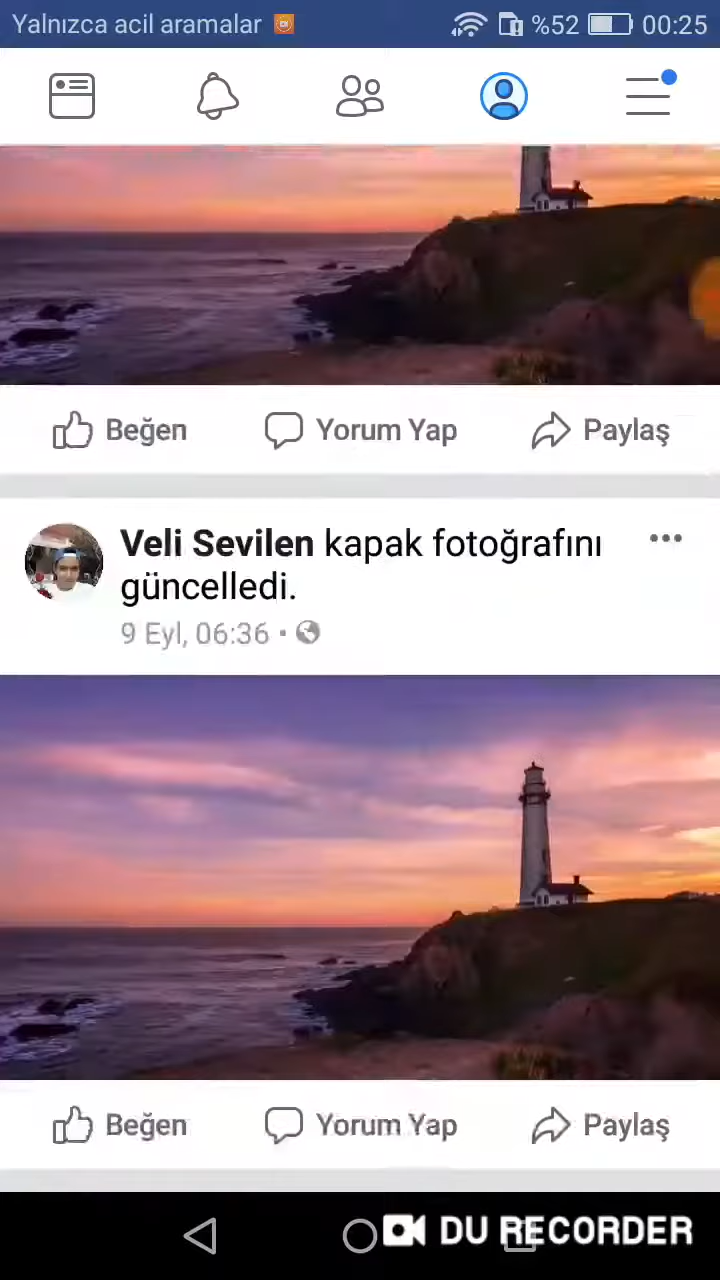 Yalnızca acil aramalar %52 00:25
Beğen Yorum Yap Paylaş
Veli Sevilen kapak fotoğrafını
güncelledi.
9 Eyl, 06:36 •
Beğen Yorum Yap Paylaş
DU RECORDER